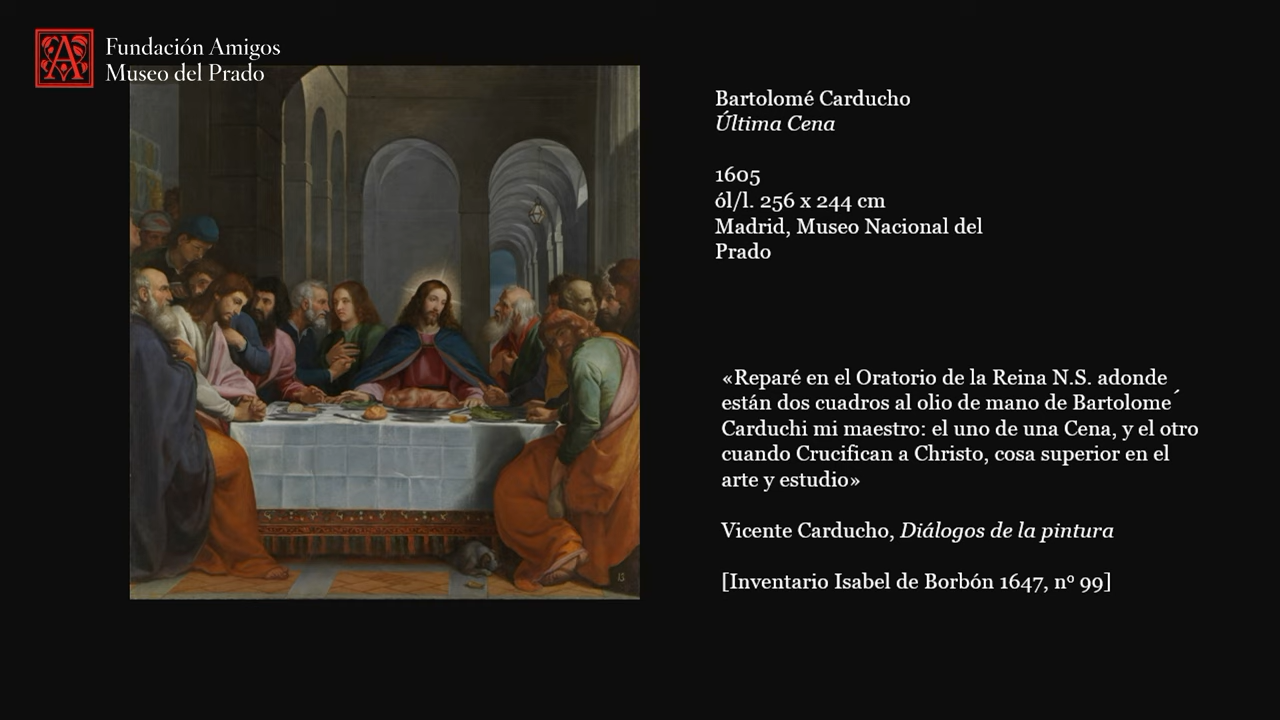 Fundación Amigos
Museo del Prado
Bartolomé Carducho
Última Cena
1605
ól/l. 256 x 244 cm
Madrid, Museo Nacional del
Prado
«Reparé en el Oratorio de la Reina N.S. adonde
están dos cuadros al olio de mano de Bartolome´
Carduchi mi maestro: el uno de una Cena, y el otro
cuando Crucifican a Christo, cosa superior en el
arte y estudio»
Vicente Carducho, Diálogos de la pintura
[Inventario Isabel de Borbón 1647, nº 99]